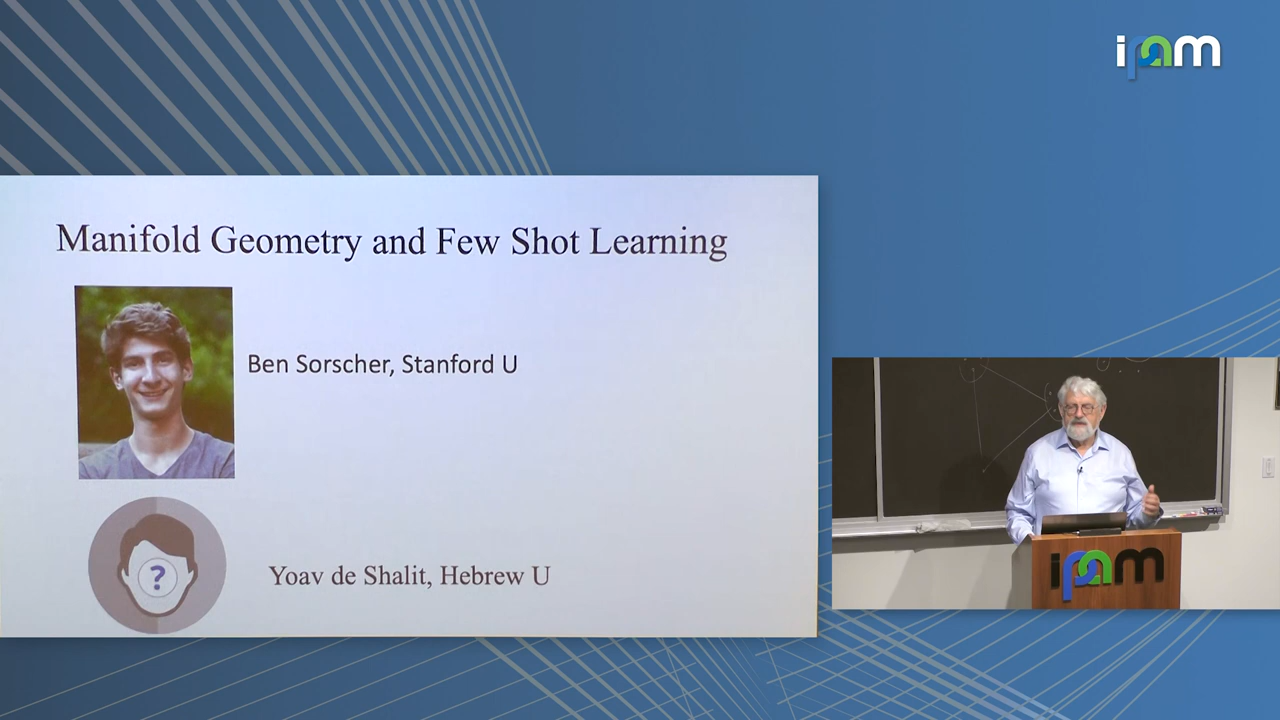 ipam
Manifold Geometry and Few Shot Learning
Ben Sorscher, Stanford U
?
Yoav de Shalit, Hebrew U
ipam